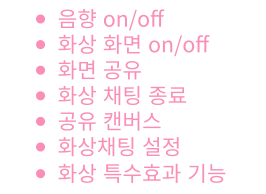 • 음향 on/off
• 화상 화면 on/off
• 화면 공유
• 화상 채팅 종료
• 공유 캔버스
• 화상채팅 설정
• 화상 특수효과 기능